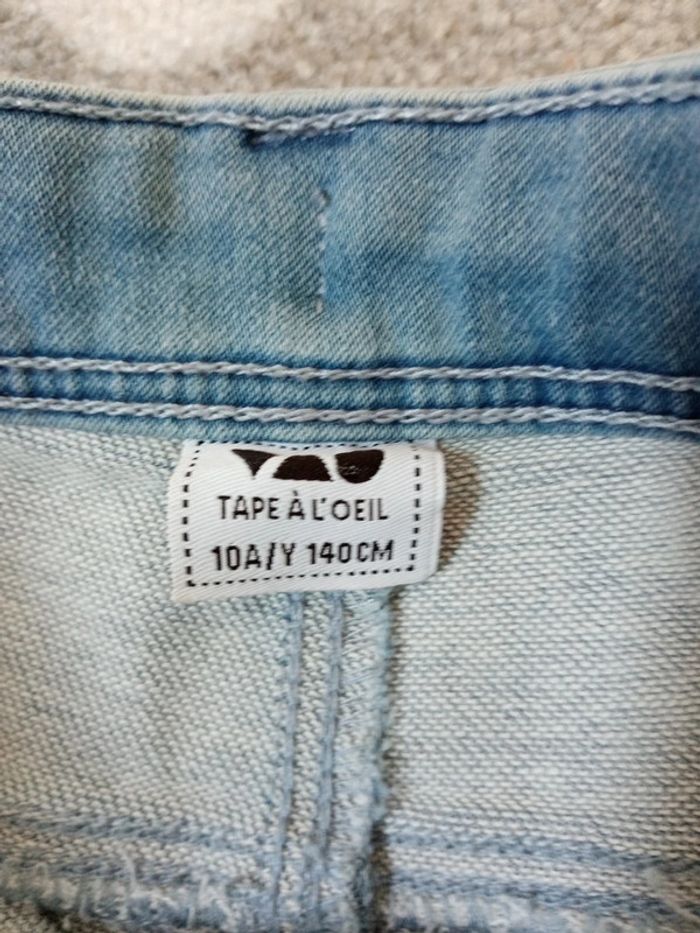 TAPE À L'OEIL
10A/Y 140CM